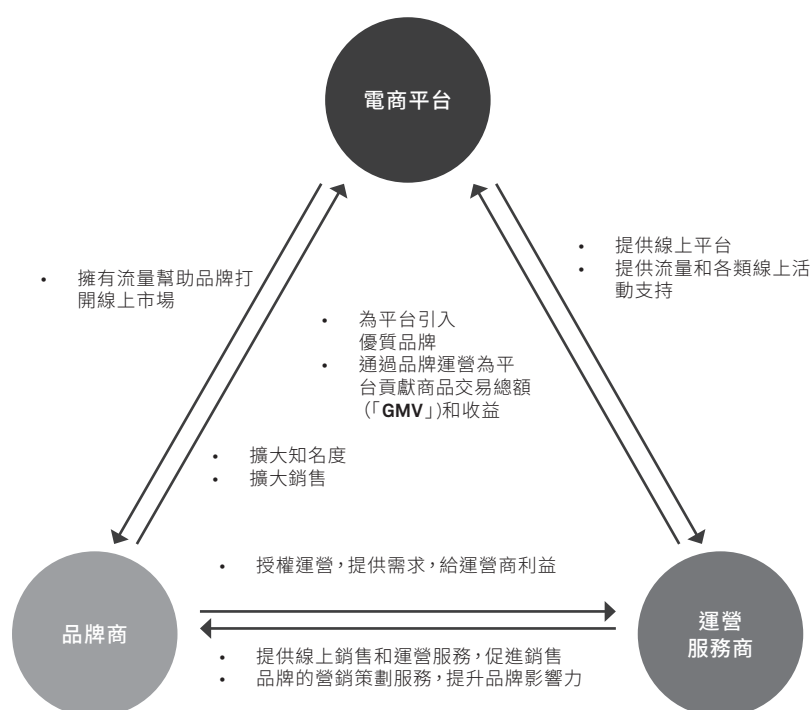 電商平台
• 提供線上平台
• 提供流量和各類線上活
動支持
• 擁有流量幫助品牌打
開線上市場
• 為平台引入
優質品牌
• 通過品牌運營為平
台貢獻商品交易總額
(「GMV」)和收益
• 擴大知名度
• 擴大銷售
• 授權運營，提供需求，給運營商利益
品牌商
運營
服務商
• 提供線上銷售和運營服務，促進銷售
• 品牌的營銷策劃服務，提升品牌影響力